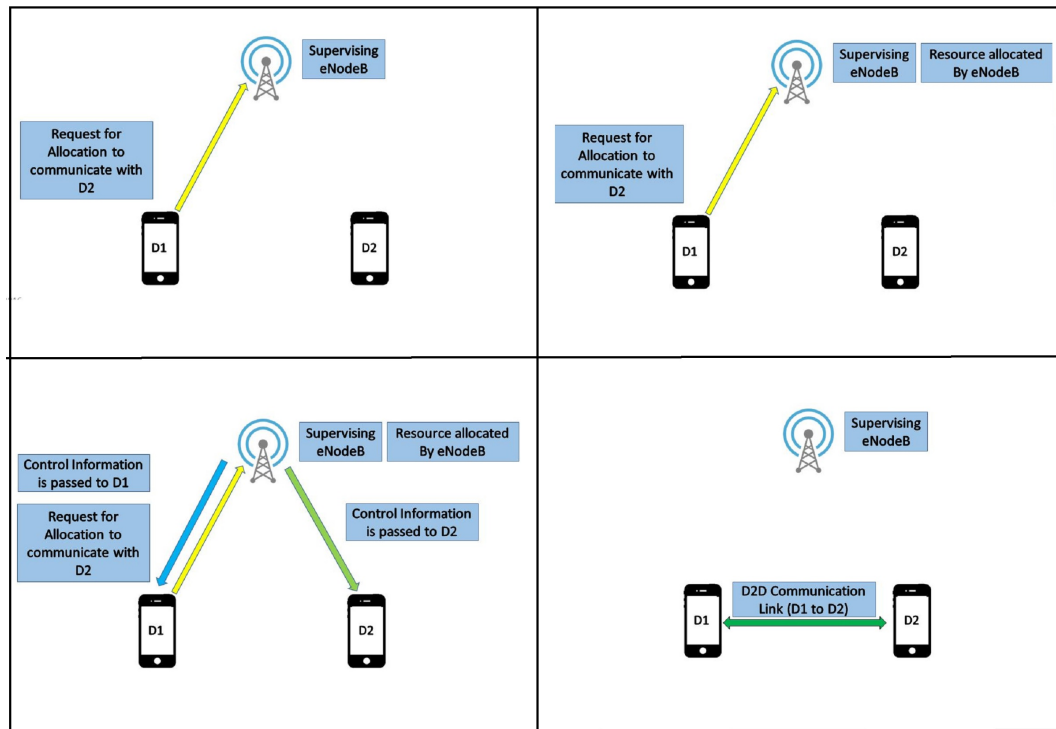 Supervising
eNodeB
Request for
Allocation to
communicate with
D2
D1
D2
Supervising
eNodeB
Resource allocated
By eNodeB
Request for
Allocation to
communicate with
D2
D1
D2
Supervising
eNodeB
Resource allocated
By eNodeB
Control Information
is passed to D1
Request for
Allocation to
communicate with
D2
Control Information
is passed to D2
D1
D2
Supervising
eNodeB
D2D Communication
Link (D1 to D2)
D1
D2